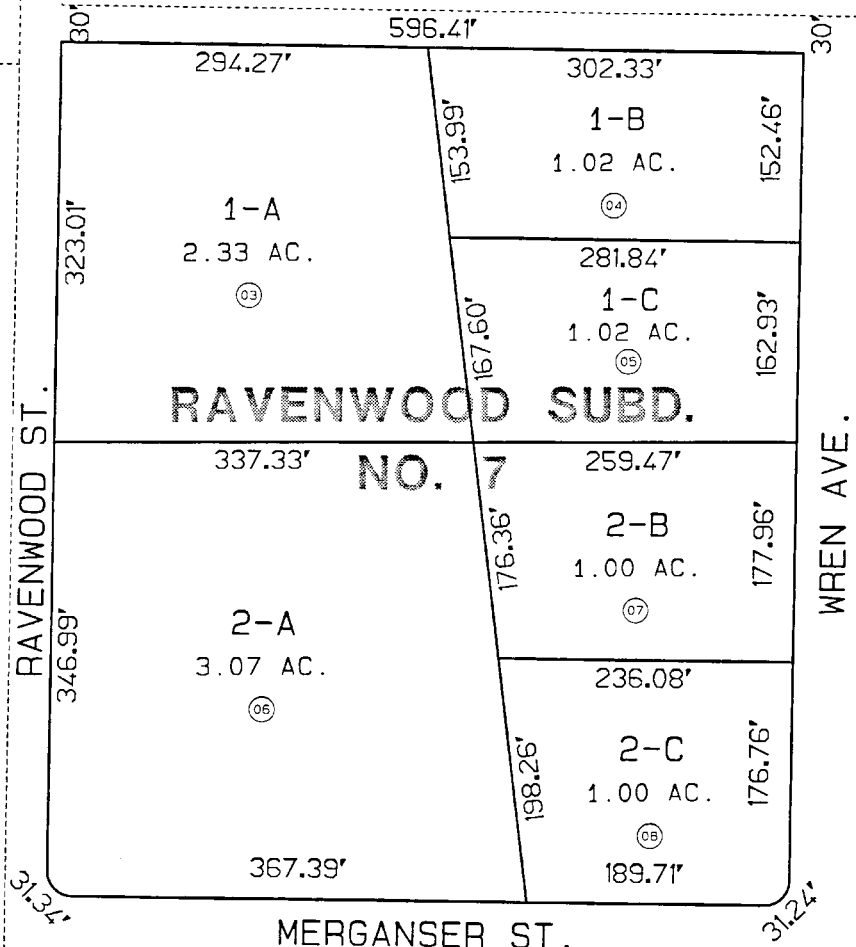 30' 596.41' 30'
294.27' 302.33'
153.99' 1-B 152.46'
1.02 AC.
04
1-A
2.33 AC.
03
323.01'
281.84'
1-C
1.02 AC.
05
167.60' 162.93'
RAVENWOOD SUBD.
NO. 7
337.33' 259.47'
RAVENWOOD ST.
WREN AVE.
176.36' 2-B 177.96'
1.00 AC.
07
2-A
3.07 AC.
06
346.99'
236.08'
2-C
1.00 AC.
08
198.26' 176.76'
367.39' 189.71'
31.34' 31.24'
MERGANSER ST.